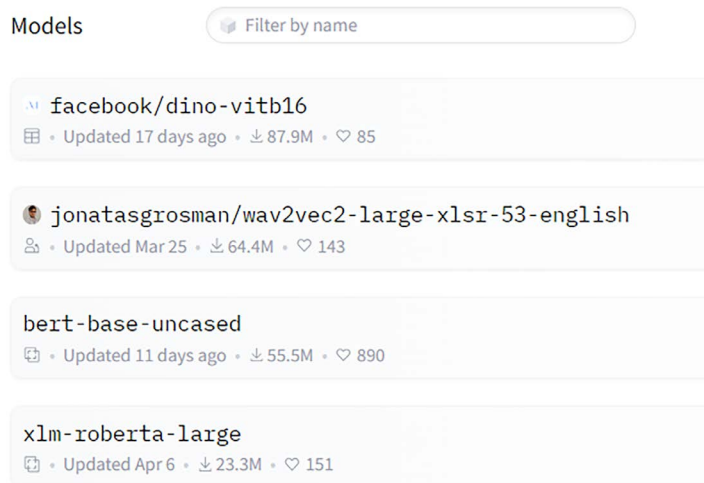 Models Filter by name
facebook/dino-vitb16
• Updated 17 days ago • 87.9M • 85
jonatasgrosman/wav2vec2-large-xlsr-53-english
• Updated Mar 25 • 64.4M • 143
bert-base-uncased
• Updated 11 days ago • 55.5M • 890
xlm-roberta-large
• Updated Apr 6 • 23.3M • 151